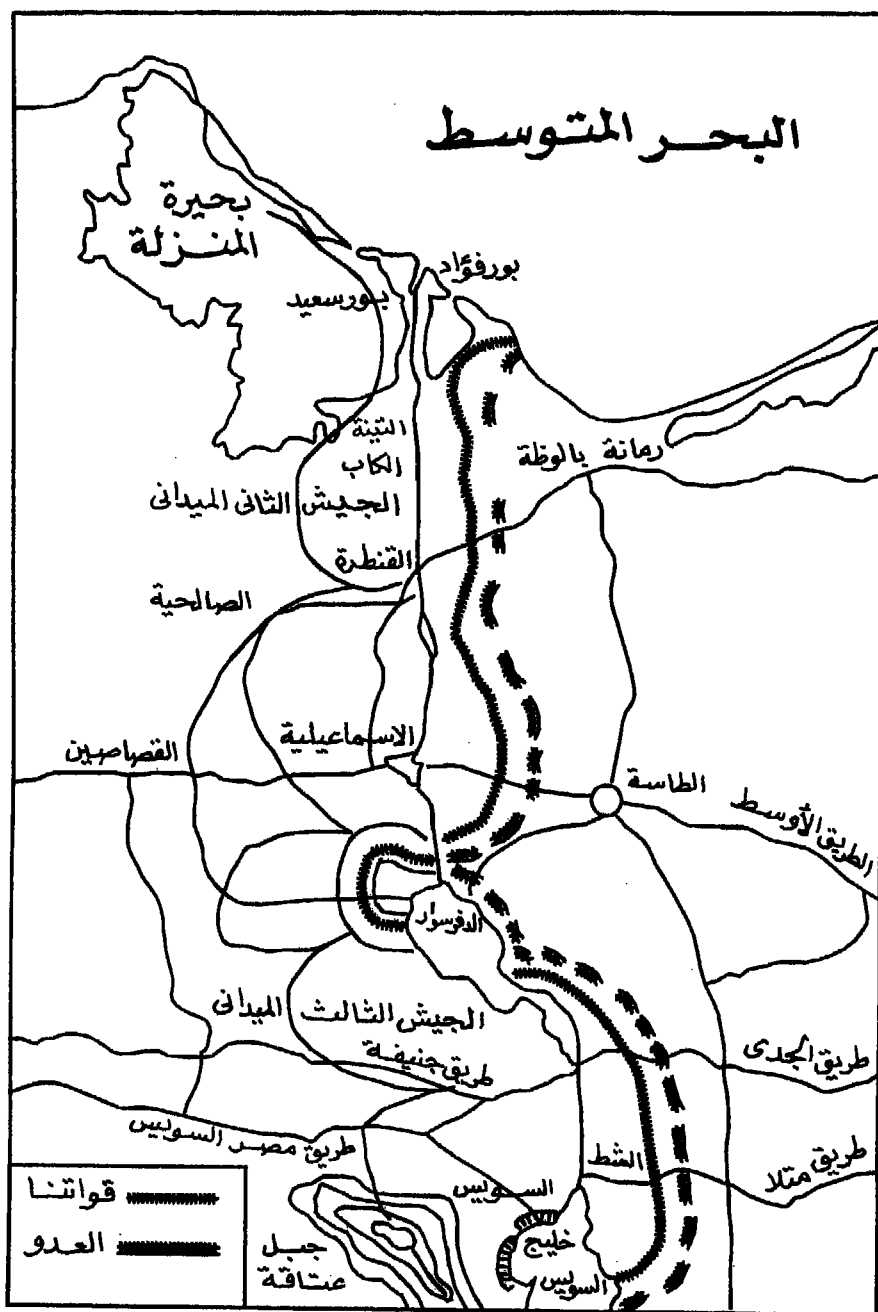 البحر المتوسط
بحيرة
المنزلة
بورفؤاد
بورسعيد
التينة
رمانة بالوظة
الكاب
الجيش الثانى الميدانى
القنطرة
الصالحية
الاسماعيلية
القصاصين
الطاسة
الطريق الأوسط
الدفرسوار
الجيش الثالث الميدانى
طريق جنيفة
طريق الجدى
طريق مصر السويس
الشط
طريق متلا
السويس
خليج
السويس
جبل
عتاقة
قواتنا
العدو